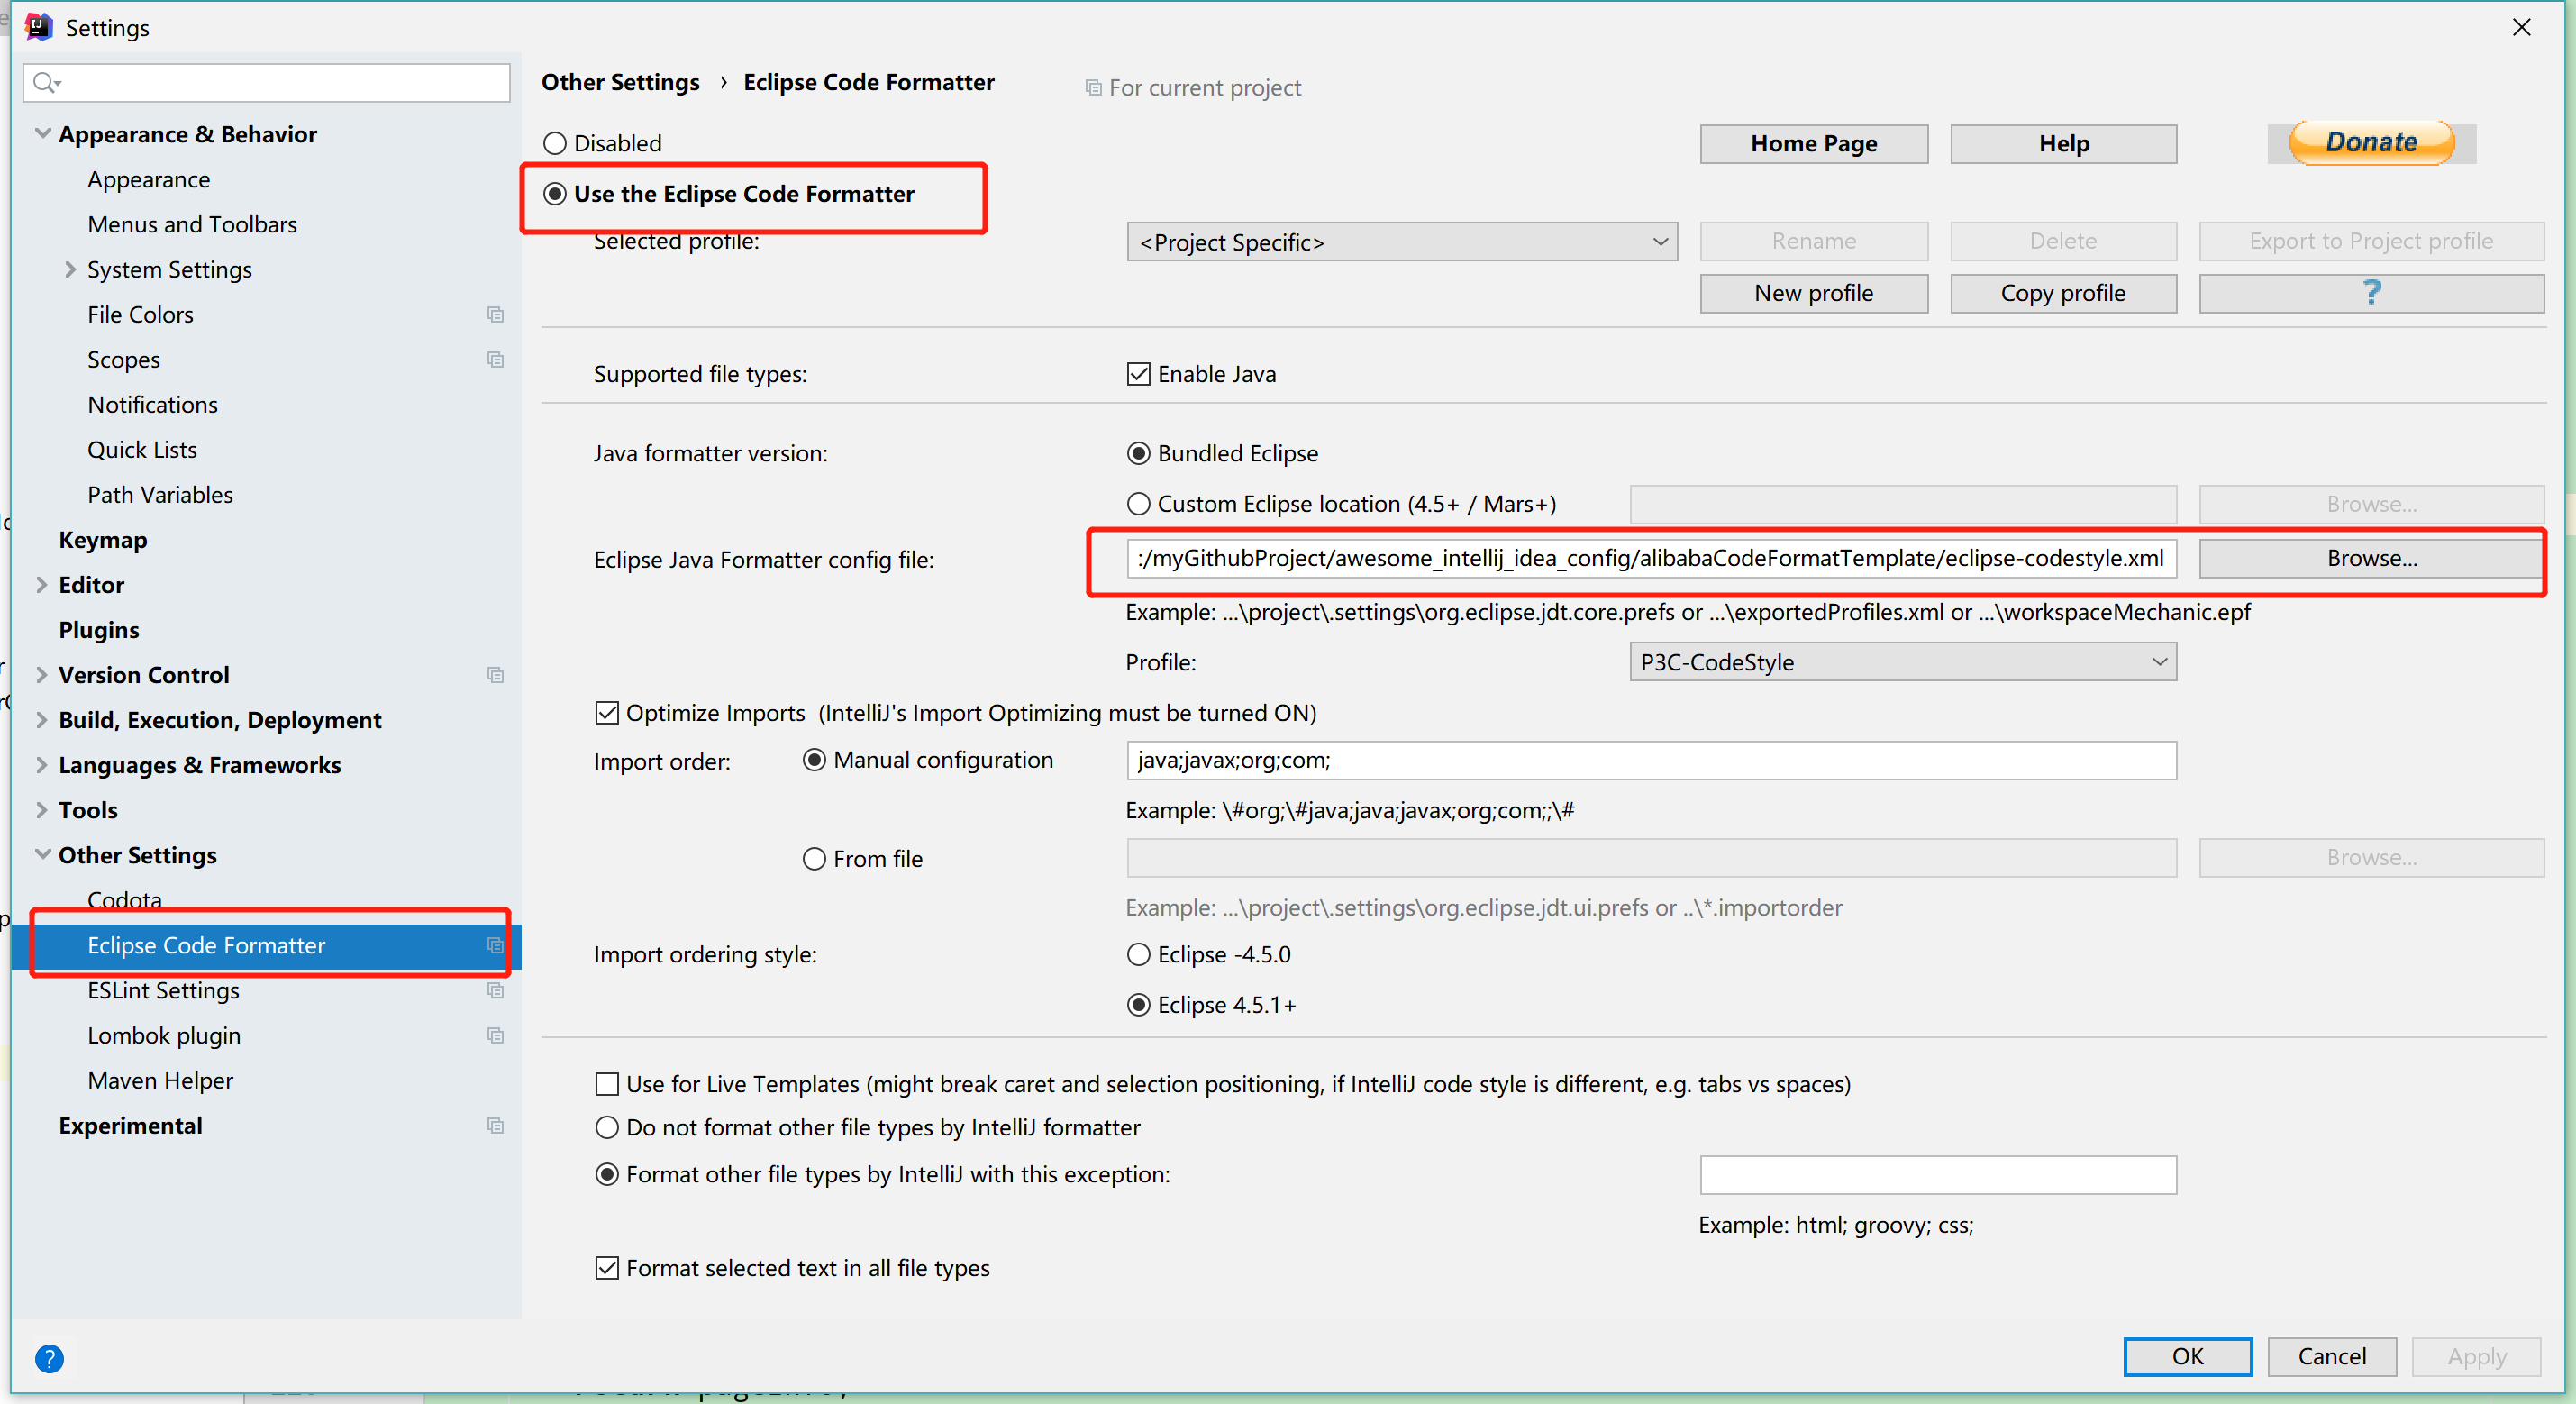 Settings
Appearance & Behavior
Appearance
Menus and Toolbars
System Settings
File Colors
Scopes
Notifications
Quick Lists
Path Variables
Keymap
Editor
Plugins
Version Control
Build, Execution, Deployment
Languages & Frameworks
Tools
Other Settings
Codota
Eclipse Code Formatter
ESLint Settings
Lombok plugin
Maven Helper
Experimental
Other Settings › Eclipse Code Formatter For current project
Disabled
Home Page Help Donate
Use the Eclipse Code Formatter
Selected profile: <Project Specific> Rename Delete Export to Project profile
New profile Copy profile ?
Supported file types: Enable Java
Java formatter version: Bundled Eclipse
Custom Eclipse location (4.5+ / Mars+) Browse...
Eclipse Java Formatter config file: :/myGithubProject/awesome_intellij_idea_config/alibabaCodeFormatTemplate/eclipse-codestyle.xml Browse...
Example: ...\project\.settings\org.eclipse.jdt.core.prefs or ...\exportedProfiles.xml or ...\workspaceMechanic.epf
Profile: P3C-CodeStyle
Optimize Imports (IntelliJ's Import Optimizing must be turned ON)
Import order: Manual configuration java;javax;org;com;
Example: \#org;\#java;java;javax;org;com;;\#
From file Browse...
Example: ...\project\.settings\org.eclipse.jdt.ui.prefs or ..\*.importorder
Import ordering style: Eclipse -4.5.0
Eclipse 4.5.1+
Use for Live Templates (might break caret and selection positioning, if IntelliJ code style is different, e.g. tabs vs spaces)
Do not format other file types by IntelliJ formatter
Format other file types by IntelliJ with this exception:
Example: html; groovy; css;
Format selected text in all file types
? OK Cancel Apply